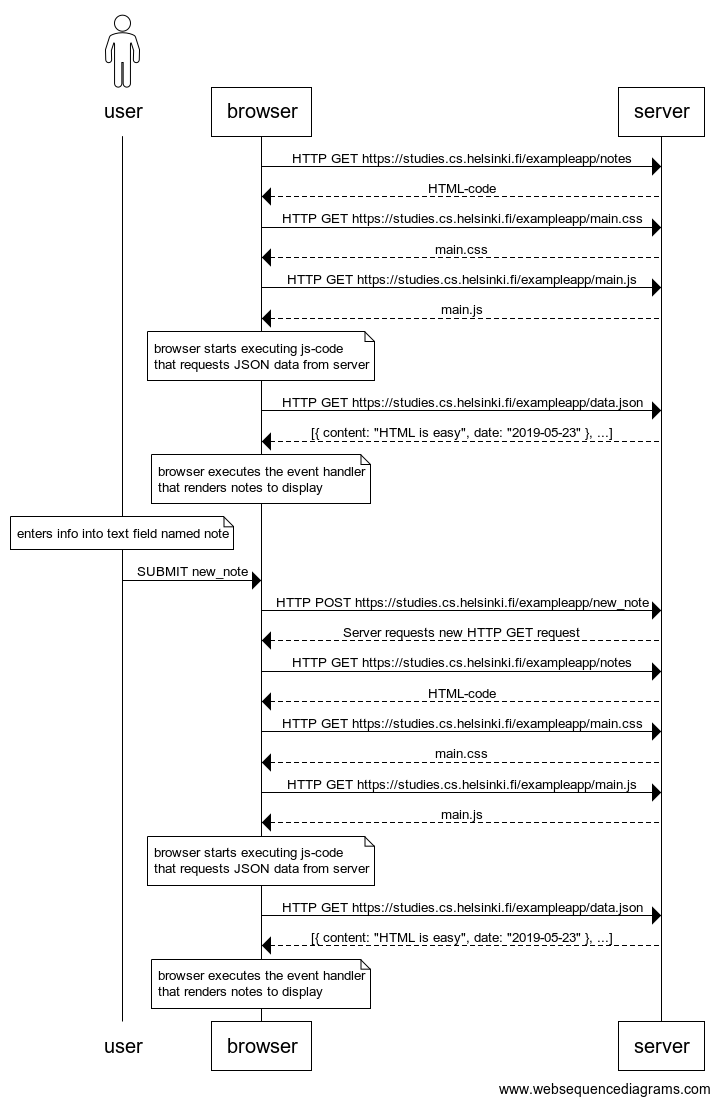 user
browser
server
HTTP GET https://studies.cs.helsinki.fi/exampleapp/notes
HTML-code
HTTP GET https://studies.cs.helsinki.fi/exampleapp/main.css
main.css
HTTP GET https://studies.cs.helsinki.fi/exampleapp/main.js
main.js
browser starts executing js-code
that requests JSON data from server
HTTP GET https://studies.cs.helsinki.fi/exampleapp/data.json
[{ content: "HTML is easy", date: "2019-05-23" }, ...]
browser executes the event handler
that renders notes to display
enters info into text field named note
SUBMIT new_note
HTTP POST https://studies.cs.helsinki.fi/exampleapp/new_note
Server requests new HTTP GET request
HTTP GET https://studies.cs.helsinki.fi/exampleapp/notes
HTML-code
HTTP GET https://studies.cs.helsinki.fi/exampleapp/main.css
main.css
HTTP GET https://studies.cs.helsinki.fi/exampleapp/main.js
main.js
browser starts executing js-code
that requests JSON data from server
HTTP GET https://studies.cs.helsinki.fi/exampleapp/data.json
[{ content: "HTML is easy", date: "2019-05-23" }, ...]
browser executes the event handler
that renders notes to display
user
browser
server
www.websequencediagrams.com